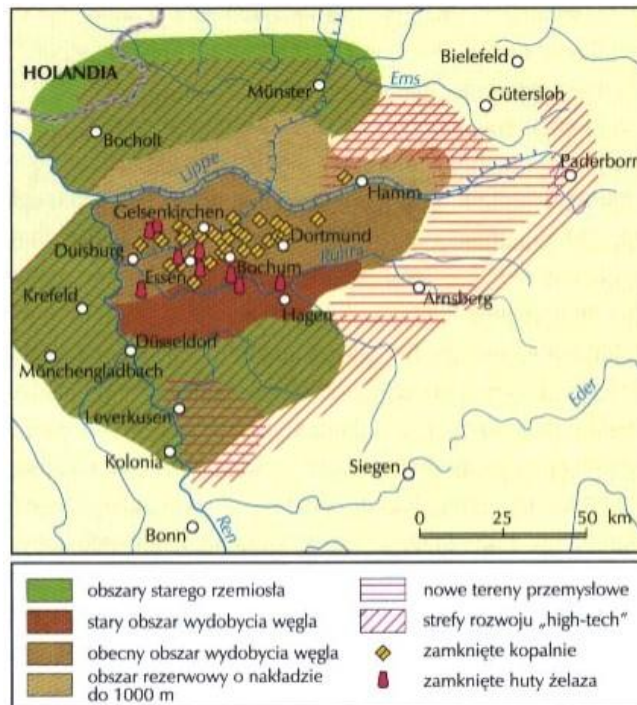 HOLANDIA
Bielefeld
Ems
Münster
Gütersloh
Bocholt
Paderborn
Lippe
Hamm
Gelsenkirchen
Dortmund
Duisburg
Ruhra
Essen
Bochum
Krefeld
Hagen
Arnsberg
Düsseldorf
Mönchengladbach
Eder
Leverkusen
Kolonia
Siegen
Bonn
Ren
0 25 50 km
obszary starego rzemiosła
stary obszar wydobycia węgla
obecny obszar wydobycia węgla
obszar rezerwowy o nakładzie
do 1000 m
nowe tereny przemysłowe
strefy rozwoju „high-tech”
zamknięte kopalnie
zamknięte huty żelaza